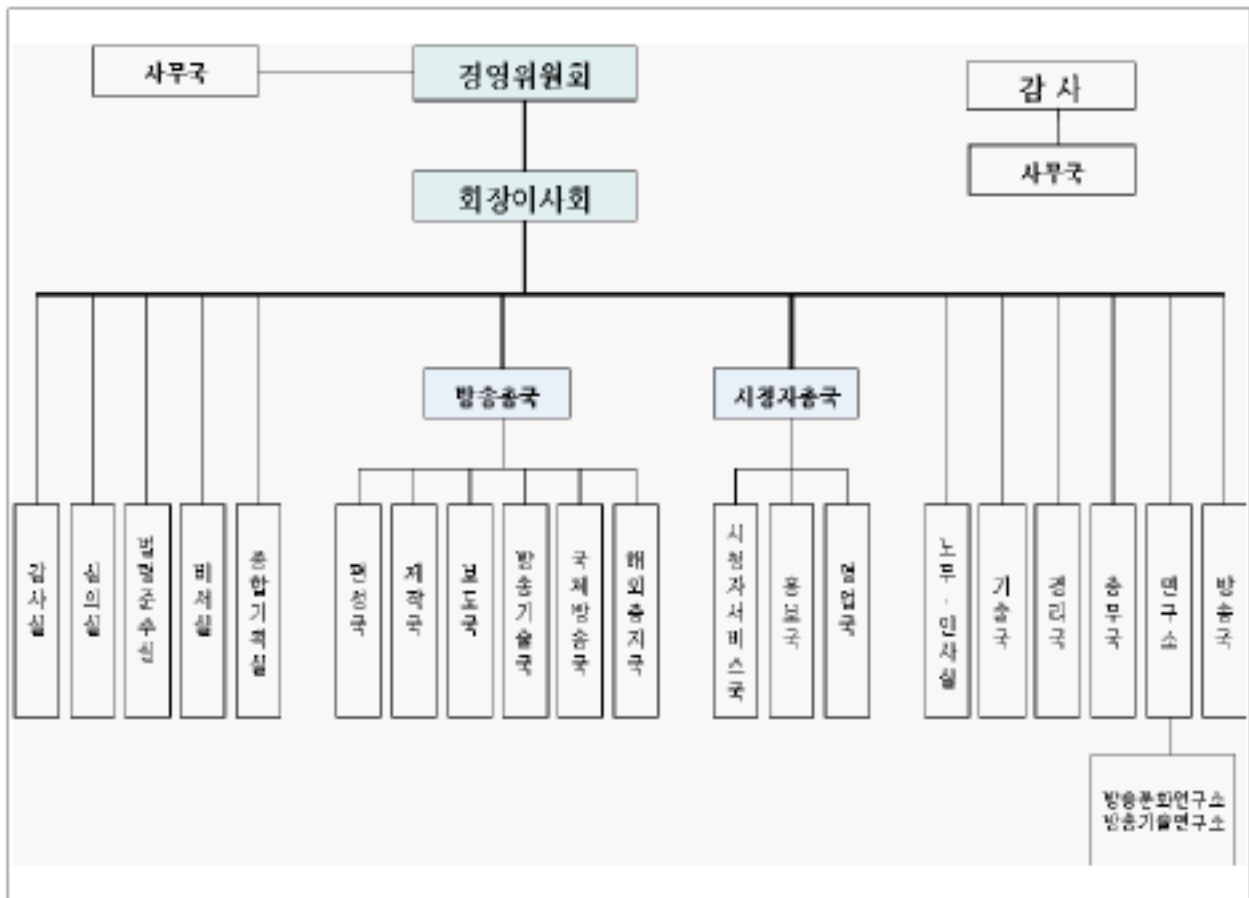 사무국
경영위원회
감 사
사무국
회장이사회
방송총국
시청자총국
감사실
심의실
법령준수실
비서실
종합기획실
편성국
제작국
보도국
방송기술국
국제방송국
해외총지국
시청자서비스국
홍보국
영업국
노무·인사실
기술국
경리국
총무국
연구소
방송국
방송문화연구소
방송기술연구소